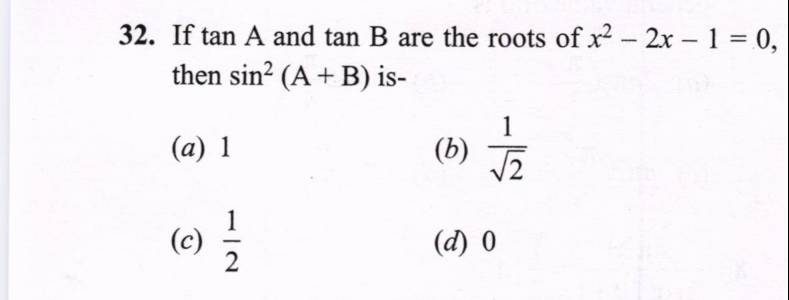 32. If tan A and tan B are the roots of x² – 2x – 1 = 0,
then sin² (A + B) is-
(a) 1 (b) 1/√2
(c) 1/2 (d) 0